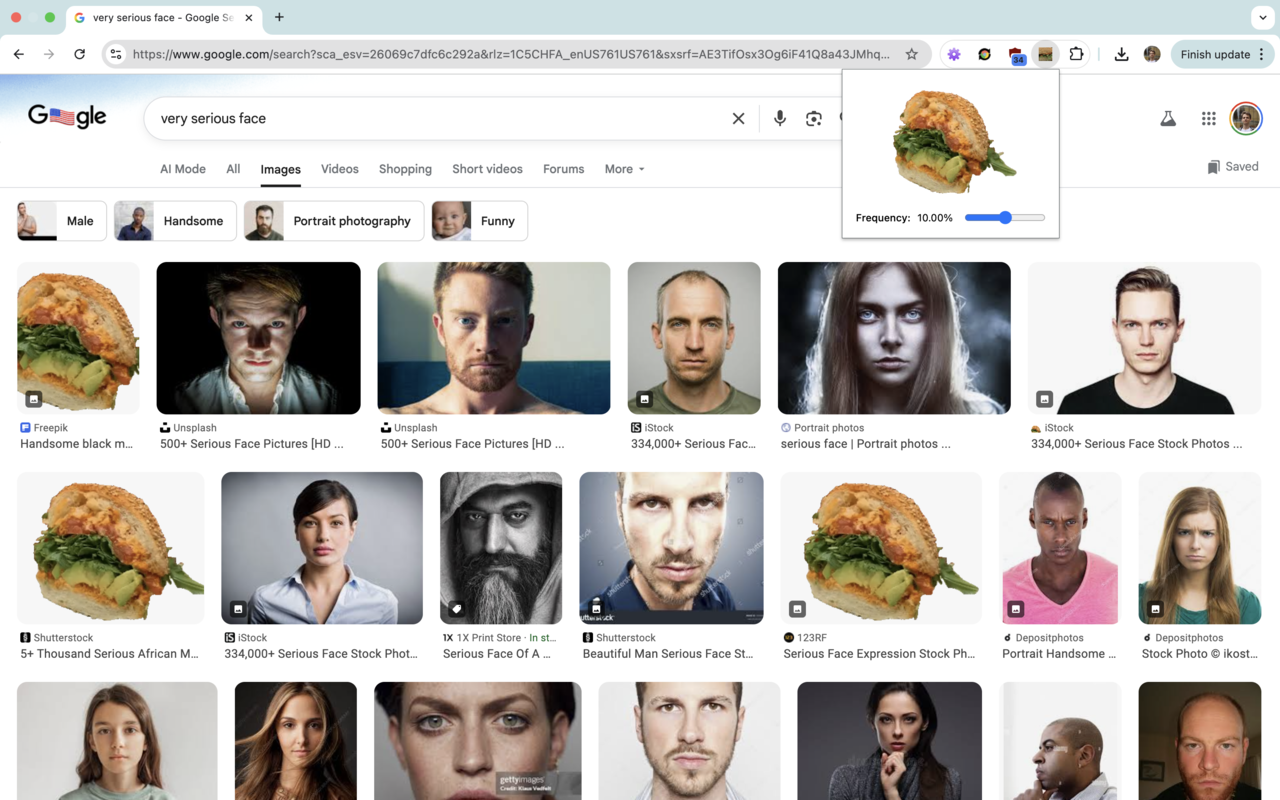 very serious face - Google Se
https://www.google.com/search?sca_esv=26069c7dfc6c292a&rlz=1C5CHFA_enUS761US761&sxsrf=AE3TifOsx3Og6iF41Q8a43JMhq...
34
Finish update
G gle
very serious face
AI Mode All Images Videos Shopping Short videos Forums More
Saved
Male Handsome Portrait photography Funny
Frequency: 10.00%
Freepik
Handsome black m...
Unsplash
500+ Serious Face Pictures [HD ...
Unsplash
500+ Serious Face Pictures [HD ...
iStock
334,000+ Serious Fac...
Portrait photos
serious face | Portrait photos ...
iStock
334,000+ Serious Face Stock Photos ...
Shutterstock
5+ Thousand Serious African M...
iStock
334,000+ Serious Face Stock Phot...
1X 1X Print Store · In st...
Serious Face Of A ...
shutterstock
Shutterstock
Beautiful Man Serious Face St...
123RF
Serious Face Expression Stock Ph...
Depositphotos
Portrait Handsome ...
Depositphotos
Stock Photo © ikost...
gettyimages
Credit: Klaus Vedfelt